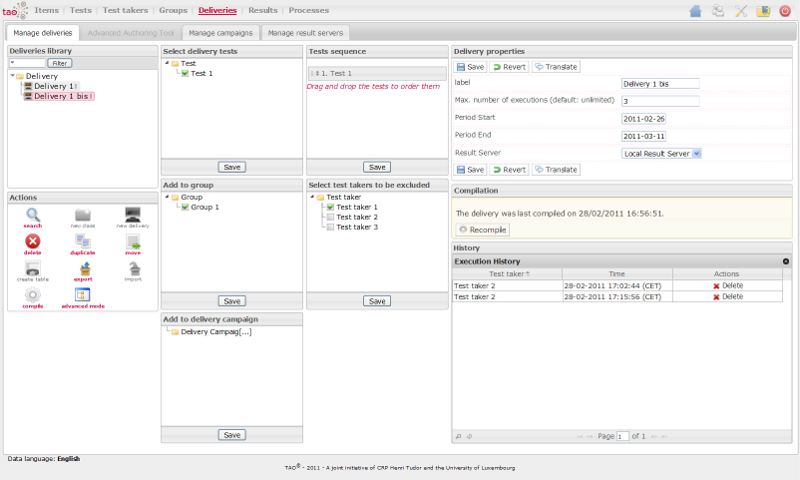 tao
Items | Tests | Test takers | Groups | Deliveries | Results | Processes
Manage deliveries
Advanced Authoring Tool
Manage campaigns
Manage result servers
Deliveries library
*
Filter
Delivery
Delivery 1
Delivery 1 bis
Actions
search
new class
new delivery
delete
duplicate
move
create table
export
import
compile
advanced mode
Select delivery tests
Test
Test 1
Save
Add to group
Group
Group 1
Save
Add to delivery campaign
Delivery Campaig[...]
Save
Tests sequence
1. Test 1
Drag and drop the tests to order them
Save
Select test takers to be excluded
Test taker
Test taker 1
Test taker 2
Test taker 3
Save
Delivery properties
Save
Revert
Translate
label
Delivery 1 bis
Max. number of executions (default: unlimited)
3
Period Start
2011-02-26
Period End
2011-03-11
Result Server
Local Result Server
Save
Revert
Translate
Compilation
The delivery was last compiled on 28/02/2011 16:56:51.
Recompile
History
Execution History
Test taker Time Actions
Test taker 2 28-02-2011 17:02:44 (CET) Delete
Test taker 2 28-02-2011 17:15:56 (CET) Delete
Page 1 of 1
Data language: English
TAO® - 2011 - A joint initiative of CRP Henri Tudor and the University of Luxembourg